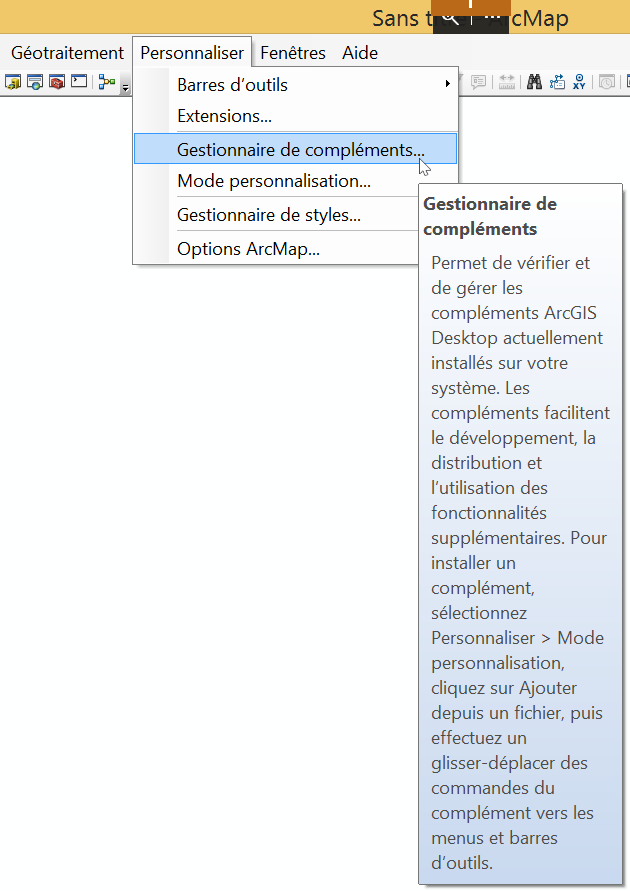 Sans t cMap
Géotraitement Personnaliser Fenêtres Aide
XY
Barres d'outils
Extensions...
Gestionnaire de compléments...
Mode personnalisation...
Gestionnaire de styles...
Options ArcMap...
Gestionnaire de
compléments
Permet de vérifier et
de gérer les
compléments ArcGIS
Desktop actuellement
installés sur votre
système. Les
compléments facilitent
le développement, la
distribution et
l'utilisation des
fonctionnalités
supplémentaires. Pour
installer un
complément,
sélectionnez
Personnaliser > Mode
personnalisation,
cliquez sur Ajouter
depuis un fichier, puis
effectuez un
glisser-déplacer des
commandes du
complément vers les
menus et barres
d'outils.